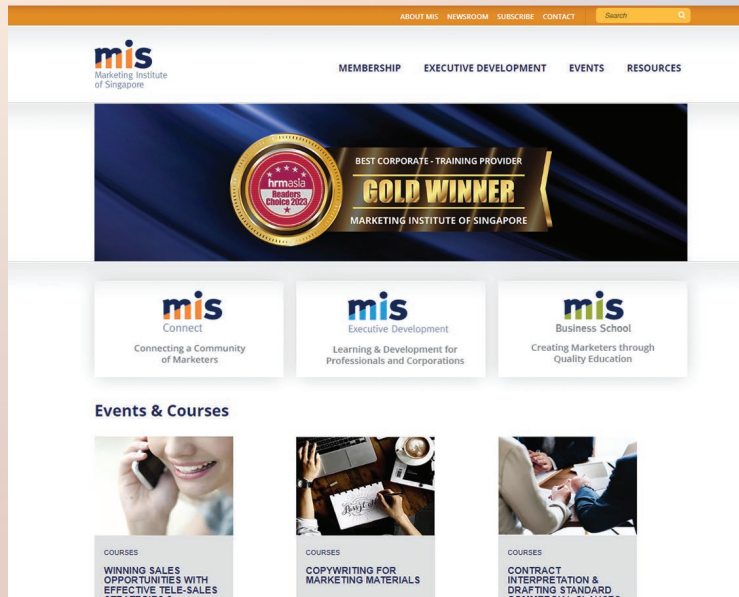 ABOUT MIS NEWSROOM SUBSCRIBE CONTACT Search
mis
Marketing Institute
of Singapore
MEMBERSHIP EXECUTIVE DEVELOPMENT EVENTS RESOURCES
hrmasia
Readers
Choice 2023
BEST CORPORATE - TRAINING PROVIDER
GOLD WINNER
MARKETING INSTITUTE OF SINGAPORE
mis
Connect
Connecting a Community
of Marketers
mis
Executive Development
Learning & Development for
Professionals and Corporations
mis
Business School
Creating Marketers through
Quality Education
Events & Courses
COURSES
WINNING SALES
OPPORTUNITIES WITH
EFFECTIVE TELE-SALES
COURSES
COPYWRITING FOR
MARKETING MATERIALS
COURSES
CONTRACT
INTERPRETATION &
DRAFTING STANDARD